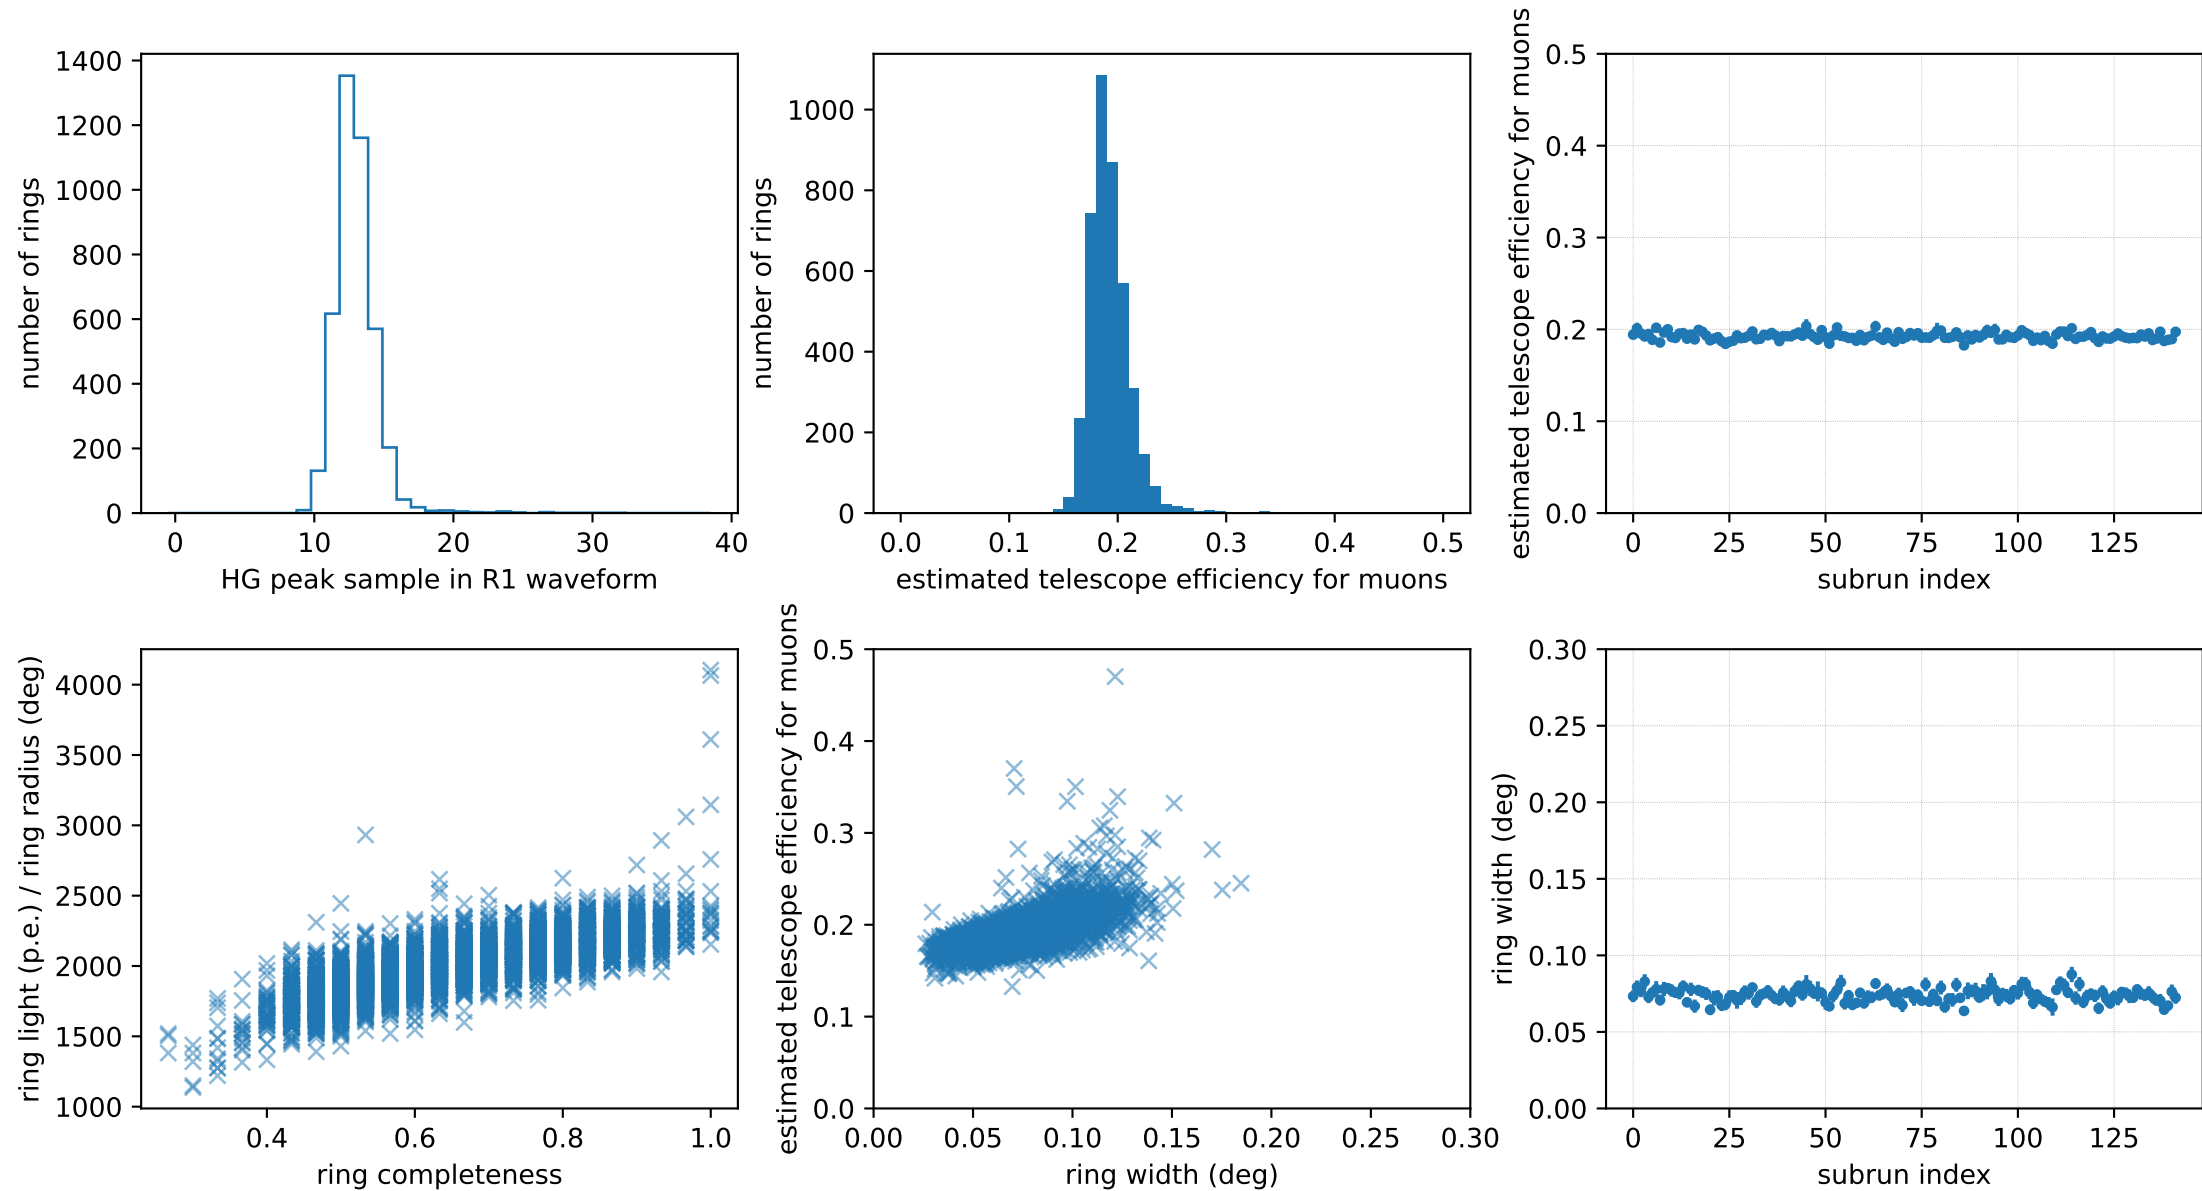 1400
1200
1000
800
600
400
200
0
number of rings
0 10 20 30 40
HG peak sample in R1 waveform
1000
800
600
400
200
0
number of rings
0.0 0.1 0.2 0.3 0.4 0.5
estimated telescope efficiency for muons
0.5
0.4
0.3
0.2
0.1
0.0
estimated telescope efficiency for muons
0 25 50 75 100 125
subrun index
4000
3500
3000
2500
2000
1500
1000
ring light (p.e.) / ring radius (deg)
0.4 0.6 0.8 1.0
ring completeness
0.5
0.4
0.3
0.2
0.1
0.0
estimated telescope efficiency for muons
0.00 0.05 0.10 0.15 0.20 0.25 0.30
ring width (deg)
0.30
0.25
0.20
0.15
0.10
0.05
0.00
ring width (deg)
0 25 50 75 100 125
subrun index